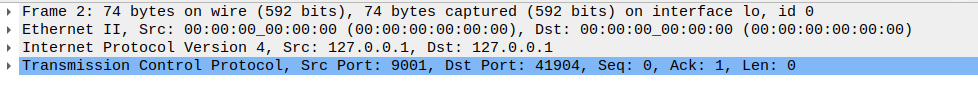 Frame 2: 74 bytes on wire (592 bits), 74 bytes captured (592 bits) on interface lo, id 0
Ethernet II, Src: 00:00:00_00:00:00 (00:00:00:00:00:00), Dst: 00:00:00_00:00:00 (00:00:00:00:00:00)
Internet Protocol Version 4, Src: 127.0.0.1, Dst: 127.0.0.1
Transmission Control Protocol, Src Port: 9001, Dst Port: 41904, Seq: 0, Ack: 1, Len: 0